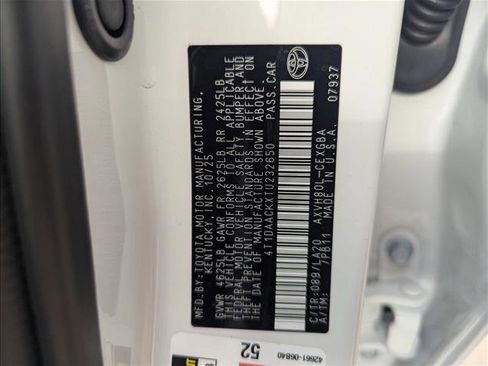 MFD.BY:TOYOTA MOTOR MANUFACTURING,
KENTUCKY,INC. 10/25
GVWR 4625LB GAWR FR 2625LB RR 2425LB
THIS VEHICLE CONFORMS TO ALL APPLICABLE
FEDERAL MOTOR VEHICLE SAFETY, BUMPER AND
THEFT PREVENTION STANDARDS IN EFFECT ON
THE DATE OF MANUFACTURE SHOWN ABOVE.
4T1DAACKXTU232650 PASS.CAR
C/TR:089/LA20 AXVH80L-CEXGBA
A/TM: -/PB11 MADE IN U.S.A.
07937
52
42661-06B40